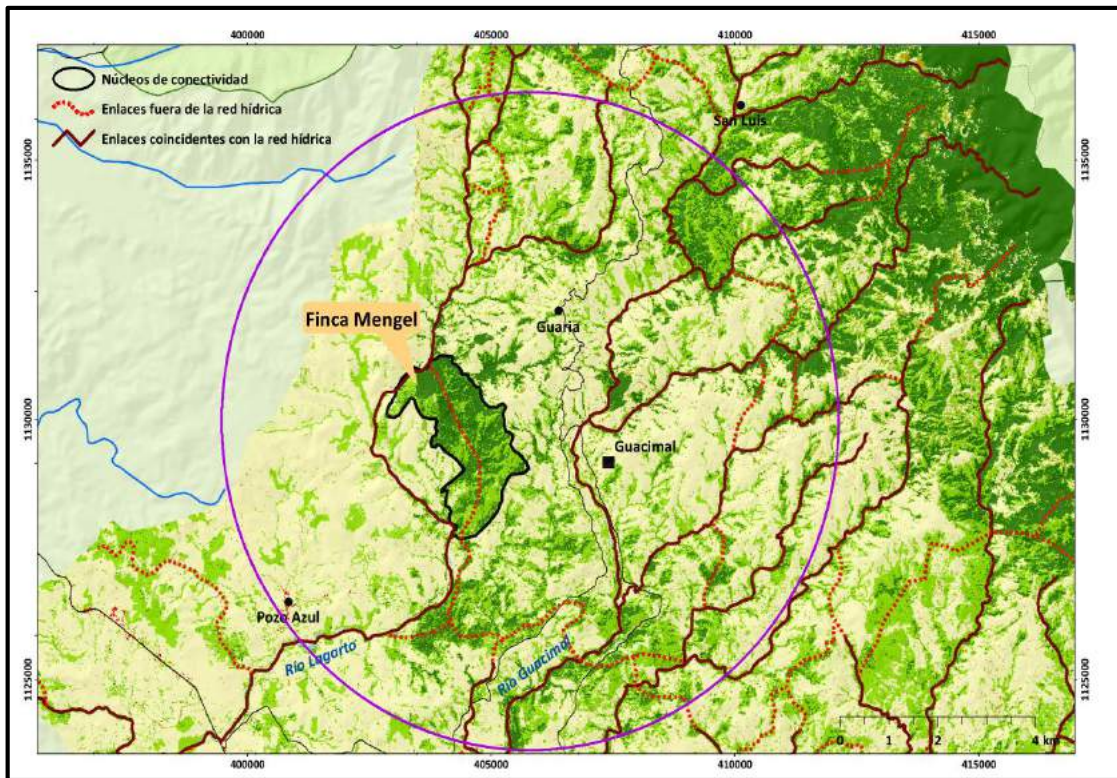 400000 405000 410000 415000
Núcleos de conectividad
Enlaces fuera de la red hídrica
Enlaces coincidentes con la red hídrica
San Luis
1135000 1135000
Finca Mengel
Guaria
1130000 1130000
Guacimal
Pozo Azul
Río Lagarto
Río Guacimal
1125000 1125000
0 1 2 4 km
400000 405000 410000 415000